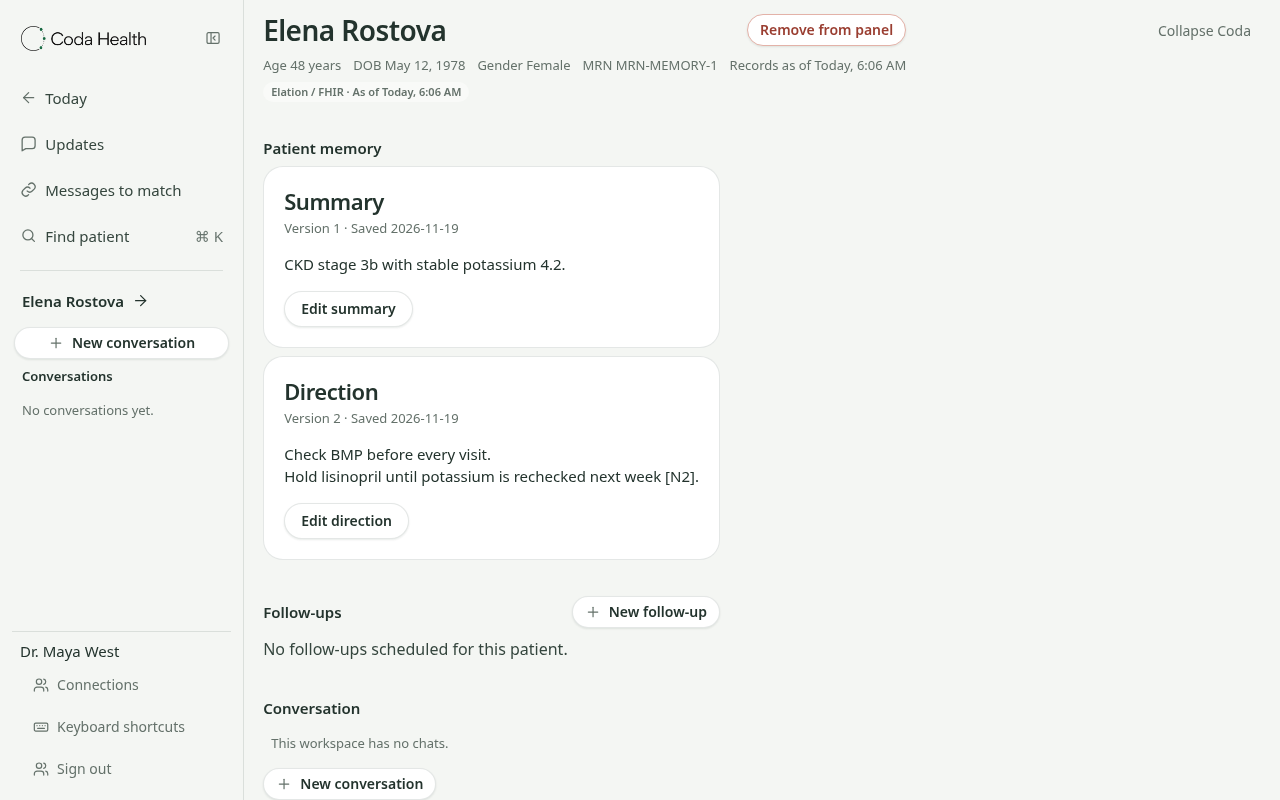 Coda Health
Today
Updates
Messages to match
Find patient ⌘ K
Elena Rostova
New conversation
Conversations
No conversations yet.
Dr. Maya West
Connections
Keyboard shortcuts
Sign out
Elena Rostova
Remove from panel
Collapse Coda
Age 48 years DOB May 12, 1978 Gender Female MRN MRN-MEMORY-1 Records as of Today, 6:06 AM
Elation / FHIR · As of Today, 6:06 AM
Patient memory
Summary
Version 1 · Saved 2026-11-19
CKD stage 3b with stable potassium 4.2.
Edit summary
Direction
Version 2 · Saved 2026-11-19
Check BMP before every visit.
Hold lisinopril until potassium is rechecked next week [N2].
Edit direction
Follow-ups
New follow-up
No follow-ups scheduled for this patient.
Conversation
This workspace has no chats.
New conversation